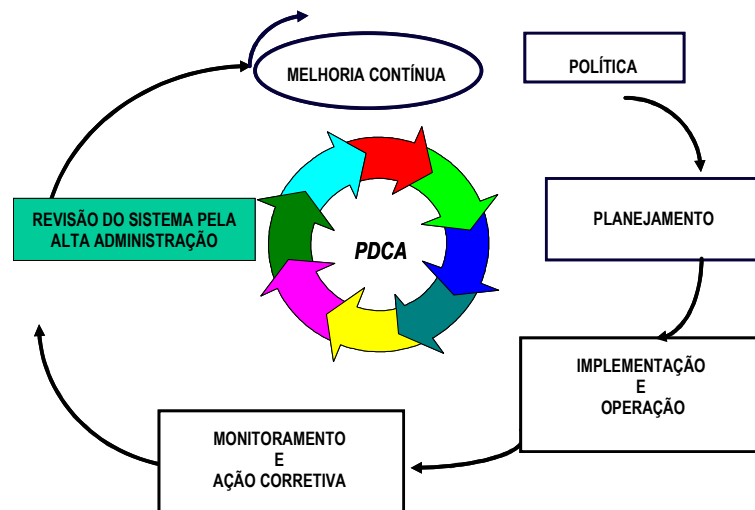 MELHORIA CONTÍNUA
POLÍTICA
REVISÃO DO SISTEMA PELA
ALTA ADMINISTRAÇÃO
PDCA
PLANEJAMENTO
IMPLEMENTAÇÃO
E
OPERAÇÃO
MONITORAMENTO
E
AÇÃO CORRETIVA